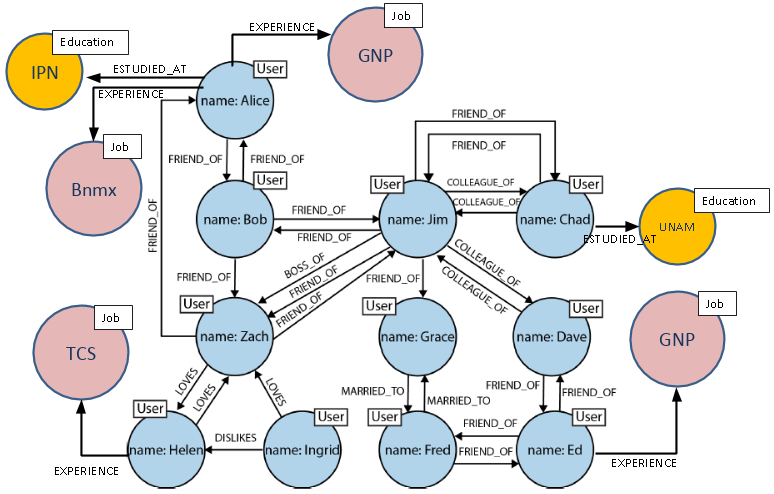 EXPERIENCE
Job
Education
User
GNP
IPN
ESTUDIED_AT
EXPERIENCE
name: Alice
Job
FRIEND_OF
FRIEND_OF
Bnmx
FRIEND_OF
FRIEND_OF
User
User
User
Education
COLLEAGUE_OF
COLLEAGUE_OF
name: Bob
FRIEND_OF
name: Jim
name: Chad
UNAM
FRIEND_OF
ESTUDIED_AT
FRIEND_OF
FRIEND_OF
BOSS_OF
FRIEND_OF
FRIEND_OF
FRIEND_OF
COLLEAGUE_OF
COLLEAGUE_OF
User
User
User
Job
Job
TCS
name: Zach
name: Grace
name: Dave
GNP
LOVES
LOVES
LOVES
MARRIED_TO
MARRIED_TO
FRIEND_OF
FRIEND_OF
User
User
User
User
name: Helen
DISLIKES
name: Ingrid
name: Fred
FRIEND_OF
FRIEND_OF
name: Ed
EXPERIENCE
EXPERIENCE